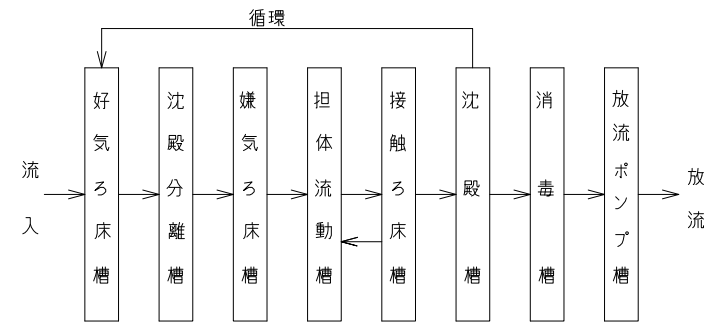 循環
流入
好気ろ床槽
沈殿分離槽
嫌気ろ床槽
担体流動槽
接触ろ床槽
沈殿槽
消毒槽
放流ポンプ槽
放流